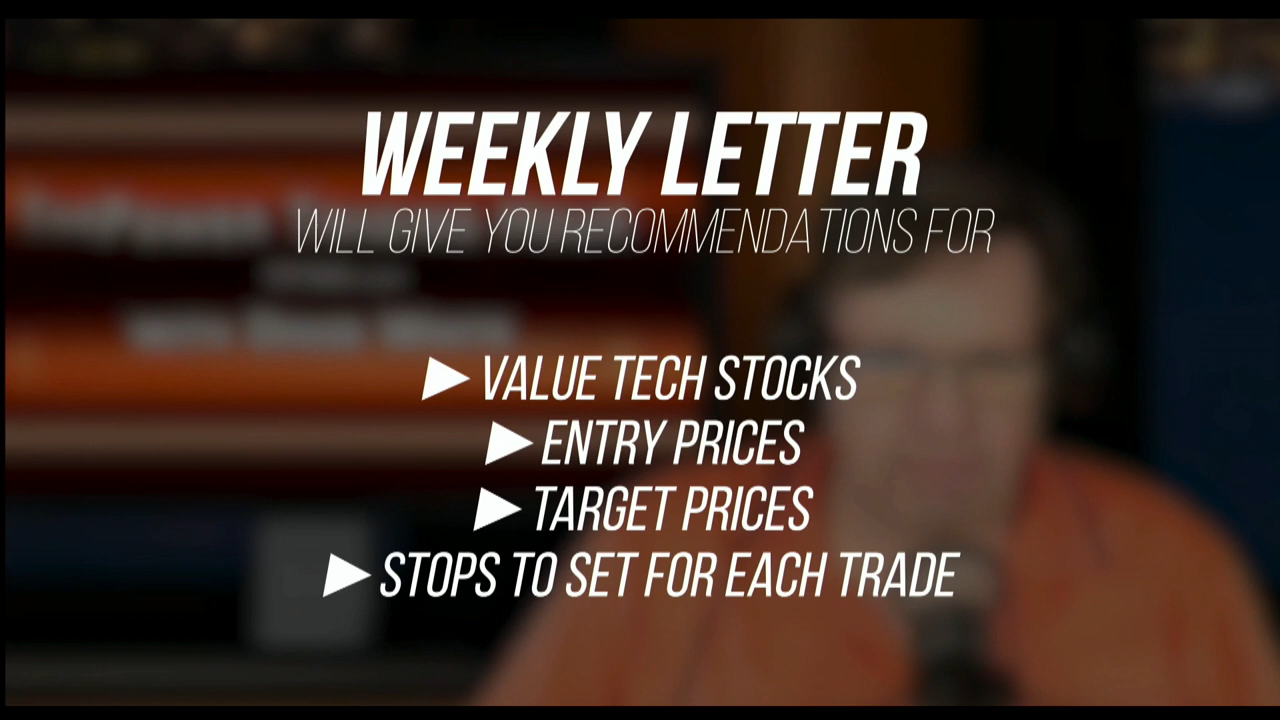 WEEKLY LETTER
WILL GIVE YOU RECOMMENDATIONS FOR
► VALUE TECH STOCKS
► ENTRY PRICES
► TARGET PRICES
► STOPS TO SET FOR EACH TRADE